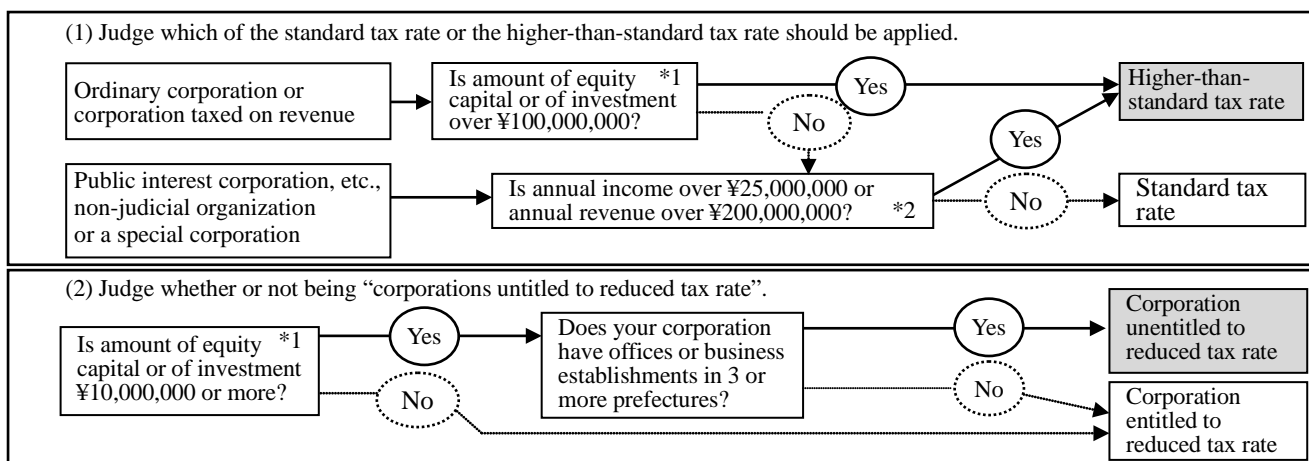 (1) Judge which of the standard tax rate or the higher-than-standard tax rate should be applied.
Ordinary corporation or
corporation taxed on revenue
Is amount of equity *1
capital or of investment
over ¥100,000,000?
Yes
No
Higher-than-
standard tax rate
Public interest corporation, etc.,
non-judicial organization
or a special corporation
Is annual income over ¥25,000,000 or
annual revenue over ¥200,000,000? *2
Yes
No
Standard tax
rate
(2) Judge whether or not being “corporations untitled to reduced tax rate”.
Is amount of equity *1
capital or of investment
¥10,000,000 or more?
Yes
No
Does your corporation
have offices or business
establishments in 3 or
more prefectures?
Yes
No
Corporation
unentitled to
reduced tax rate
Corporation
entitled to
reduced tax rate